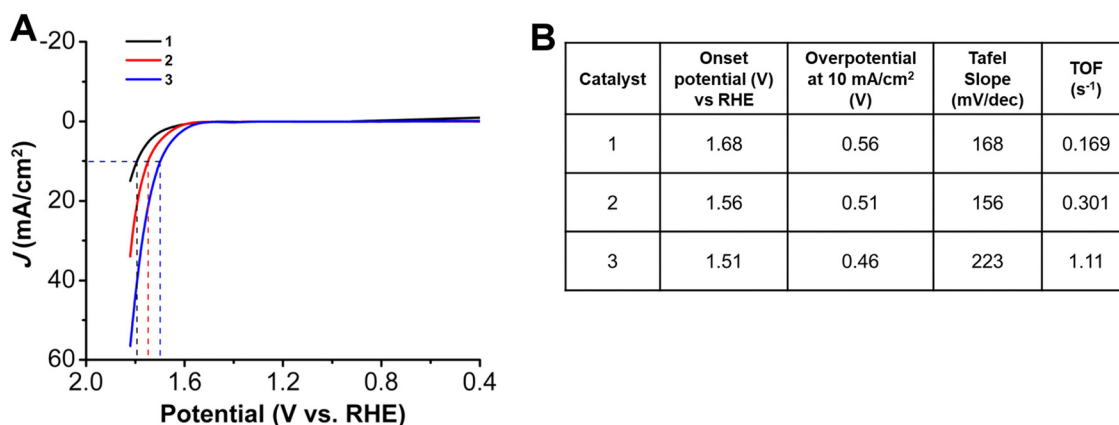 A
-20
0
20
40
60
J (mA/cm²)
1
2
3
2.0 1.6 1.2 0.8 0.4
Potential (V vs. RHE)
B
Catalyst
Onset
potential (V)
vs RHE
Overpotential
at 10 mA/cm²
(V)
Tafel
Slope
(mV/dec)
TOF
(s⁻¹)
1 1.68 0.56 168 0.169
2 1.56 0.51 156 0.301
3 1.51 0.46 223 1.11